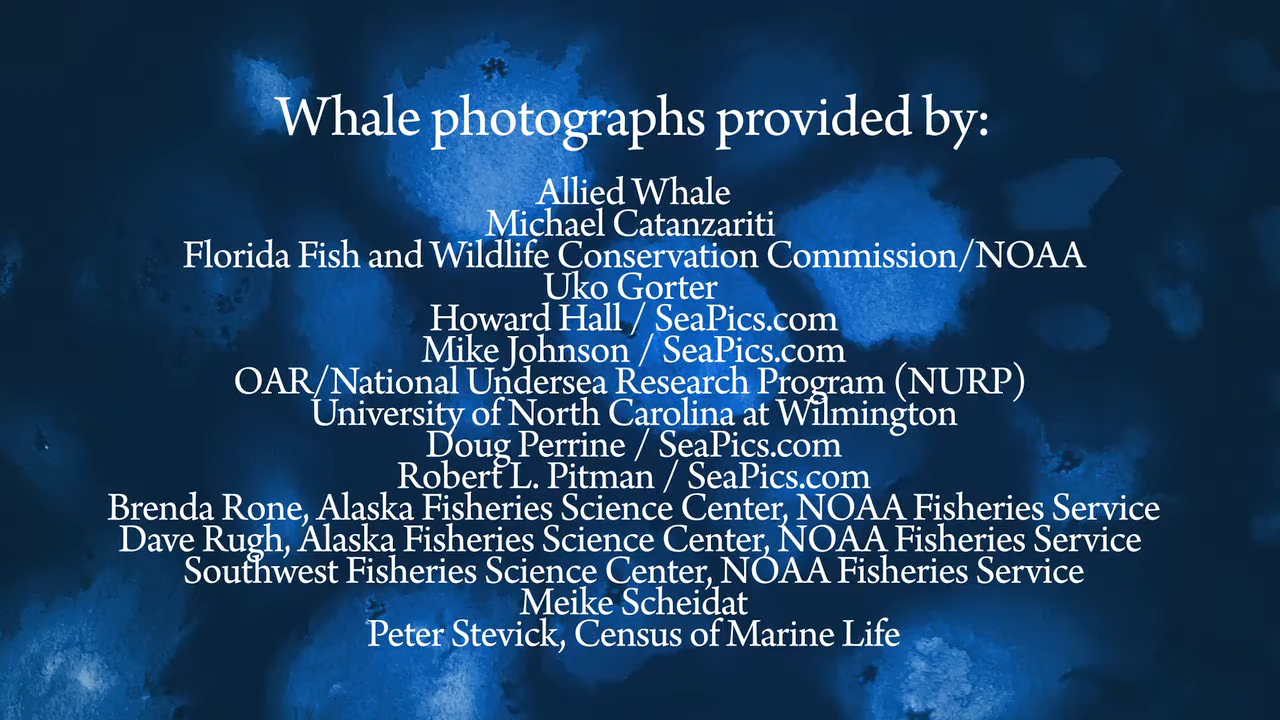 Whale photographs provided by:
Allied Whale
Michael Catanzariti
Florida Fish and Wildlife Conservation Commission/NOAA
Uko Gorter
Howard Hall / SeaPics.com
Mike Johnson / SeaPics.com
OAR/National Undersea Research Program (NURP)
University of North Carolina at Wilmington
Doug Perrine / SeaPics.com
Robert L. Pitman / SeaPics.com
Brenda Rone, Alaska Fisheries Science Center, NOAA Fisheries Service
Dave Rugh, Alaska Fisheries Science Center, NOAA Fisheries Service
Southwest Fisheries Science Center, NOAA Fisheries Service
Meike Scheidat
Peter Stevick, Census of Marine Life